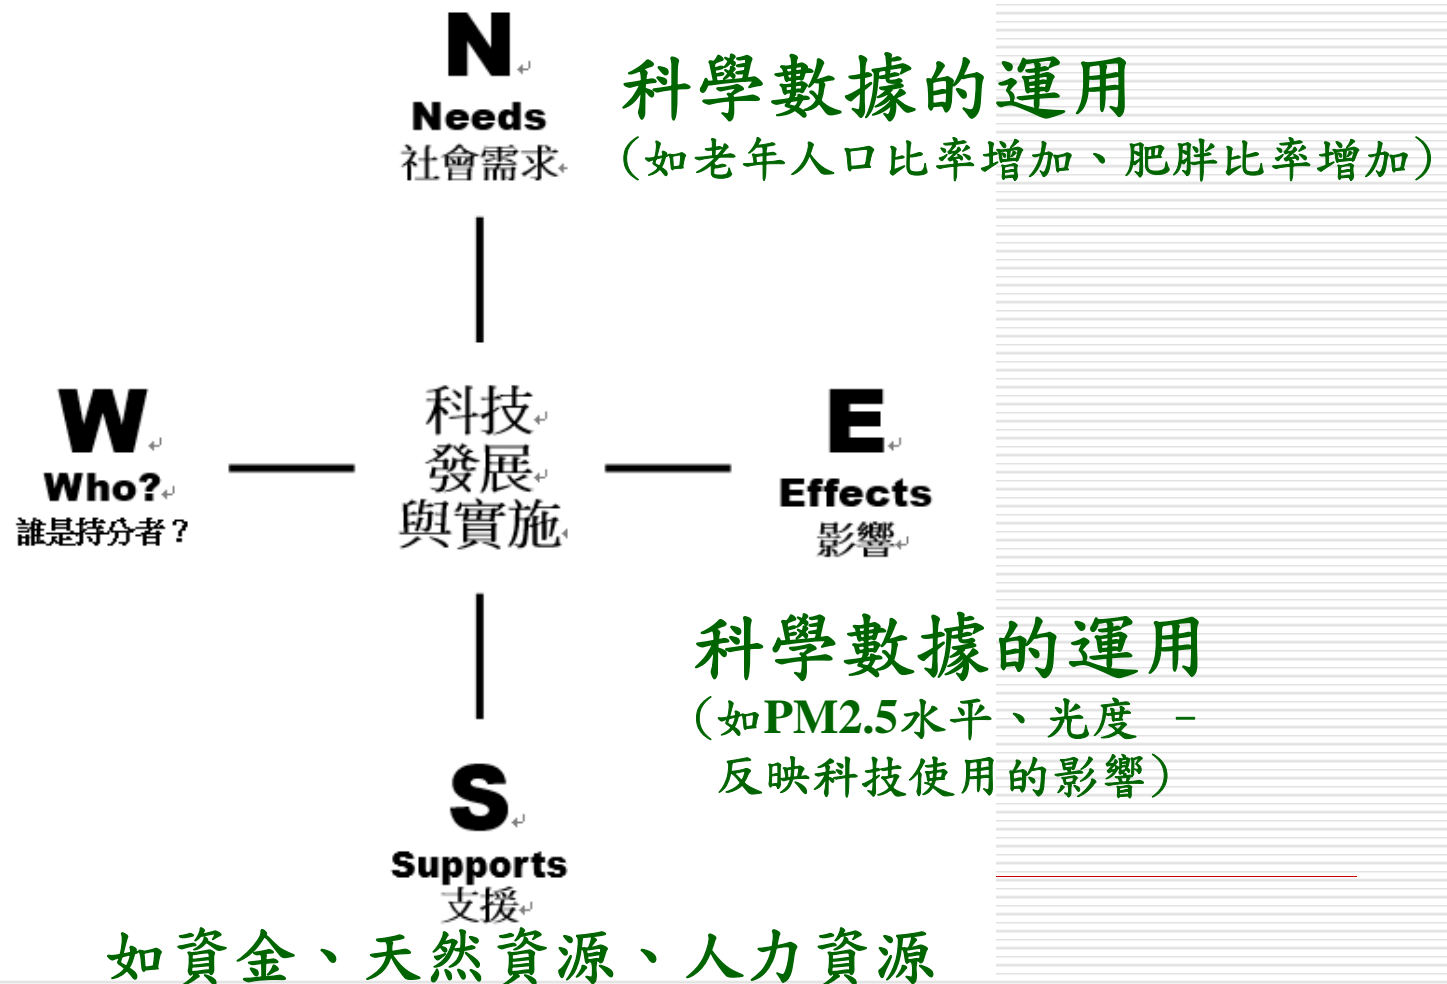 N
Needs
社會需求
科學數據的運用
（如老年人口比率增加、肥胖比率增加）
W
Who?
誰是持分者？
科技
發展
與實施
E
Effects
影響
科學數據的運用
（如PM2.5水平、光度 –
反映科技使用的影響）
S
Supports
支援
如資金、天然資源、人力資源